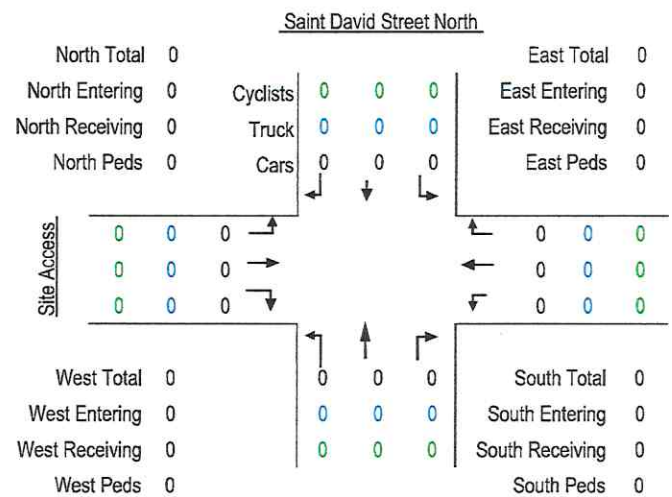 Saint David Street North
North Total 0
East Total 0
North Entering 0
Cyclists 0 0 0
East Entering 0
North Receiving 0
Truck 0 0 0
East Receiving 0
North Peds 0
Cars 0 0 0
East Peds 0
Site Access
0 0 0
0 0 0
0 0 0
0 0 0
0 0 0
0 0 0
West Total 0
0 0 0
South Total 0
West Entering 0
0 0 0
South Entering 0
West Receiving 0
0 0 0
South Receiving 0
West Peds 0
South Peds 0